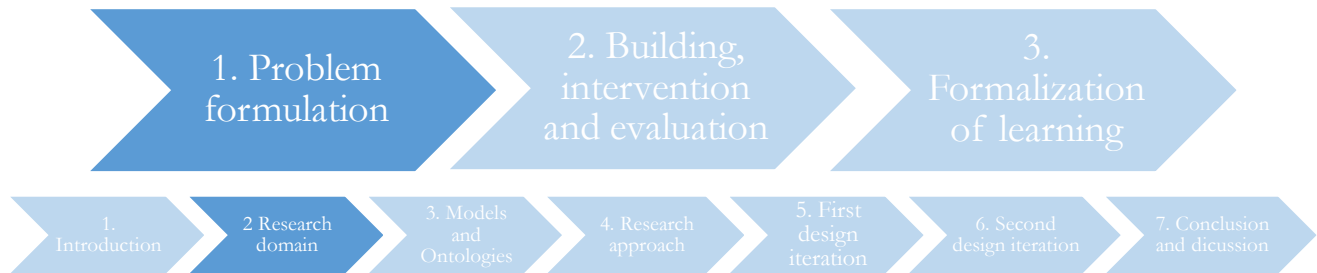 1. Problem
formulation
2. Building,
intervention
and evaluation
3.
Formalization
of learning
1.
Introduction
2 Research
domain
3. Models
and
Ontologies
4. Research
approach
5. First
design
iteration
6. Second
design iteration
7. Conclusion
and dicussion